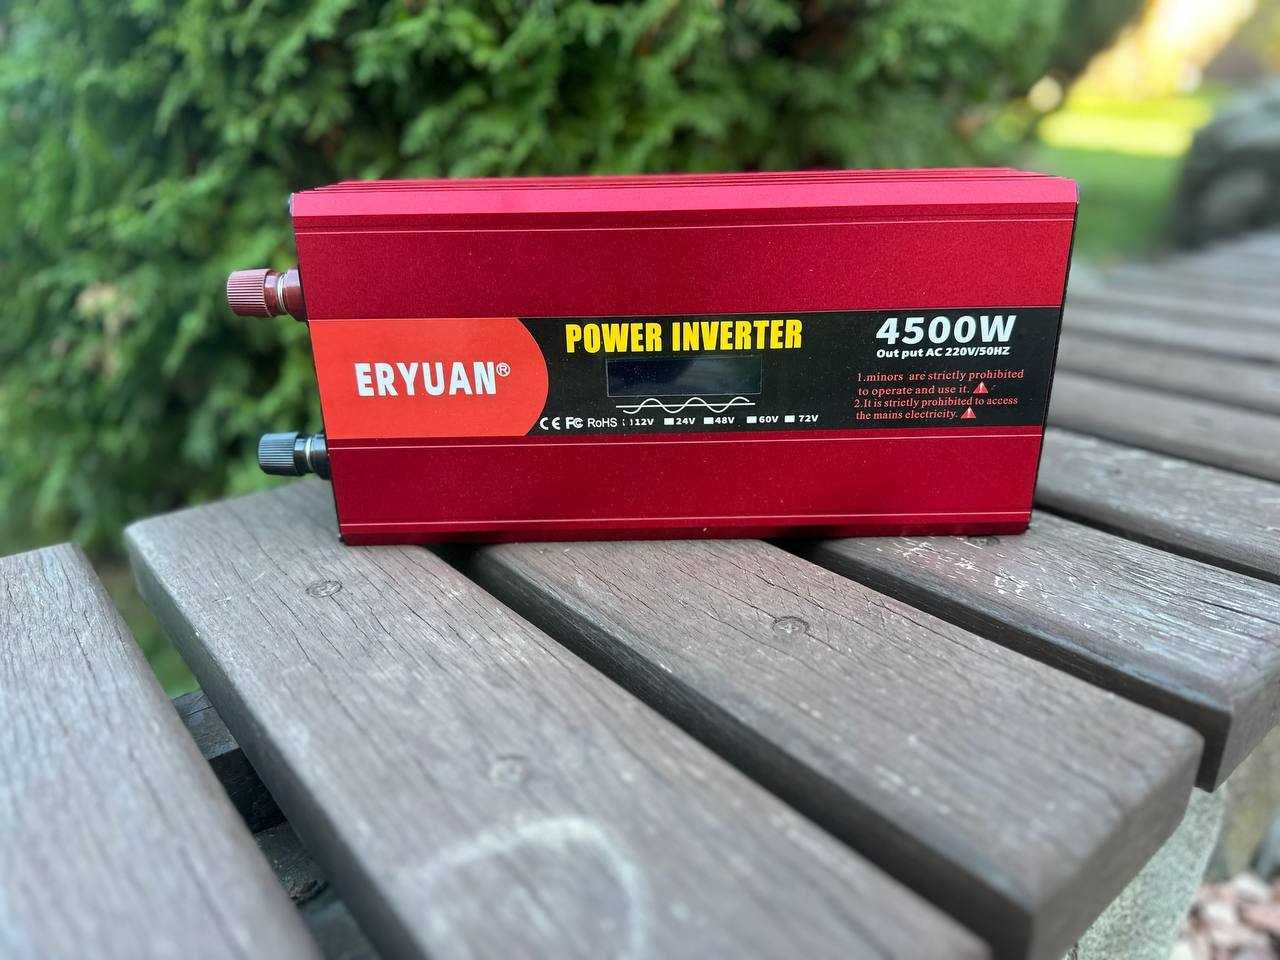 ERYUAN®
POWER INVERTER
CE FC RoHS 12V 24V 48V 60V 72V
4500W
Out put AC 220V/50HZ
1.minors are strictly prohibited
to operate and use it.
2.It is strictly prohibited to access
the mains electricity.